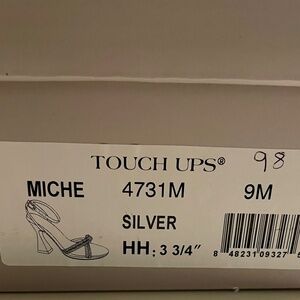 TOUCH UPS® 98
MICHE 4731M 9M
SILVER
HH: 3 3/4"
8 48231 09327